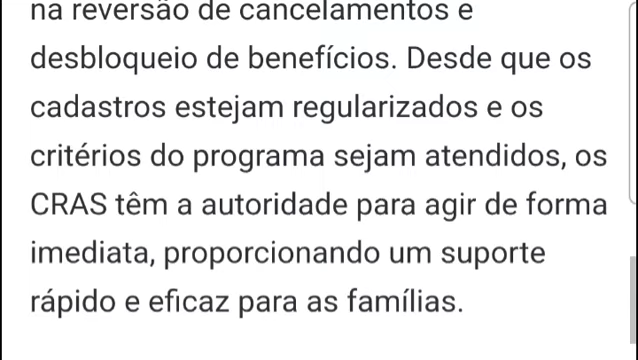 na reversão de cancelamentos e
desbloqueio de benefícios. Desde que os
cadastros estejam regularizados e os
critérios do programa sejam atendidos, os
CRAS têm a autoridade para agir de forma
imediata, proporcionando um suporte
rápido e eficaz para as famílias.